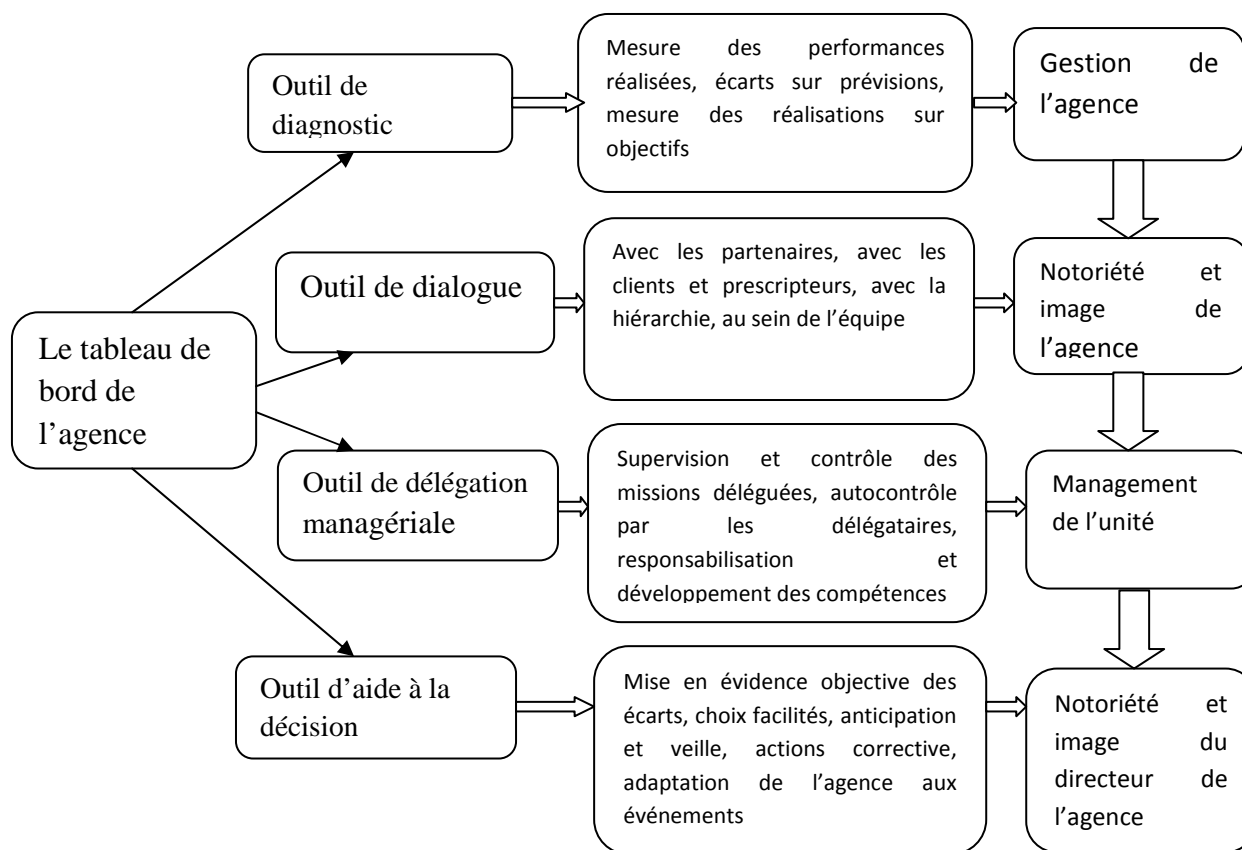 Outil de
diagnostic
Mesure des performances
réalisées, écarts sur prévisions,
mesure des réalisations sur
objectifs
Gestion de
l’agence
Outil de dialogue
Avec les partenaires, avec les
clients et prescripteurs, avec la
hiérarchie, au sein de l’équipe
Notoriété et
image de
l’agence
Le tableau de
bord de
l’agence
Outil de délégation
managériale
Supervision et contrôle des
missions déléguées, autocontrôle
par les délégataires,
responsabilisation et
développement des compétences
Management
de l’unité
Outil d’aide à la
décision
Mise en évidence objective des
écarts, choix facilités, anticipation
et veille, actions corrective,
adaptation de l’agence aux
événements
Notoriété et
image du
directeur de
l’agence